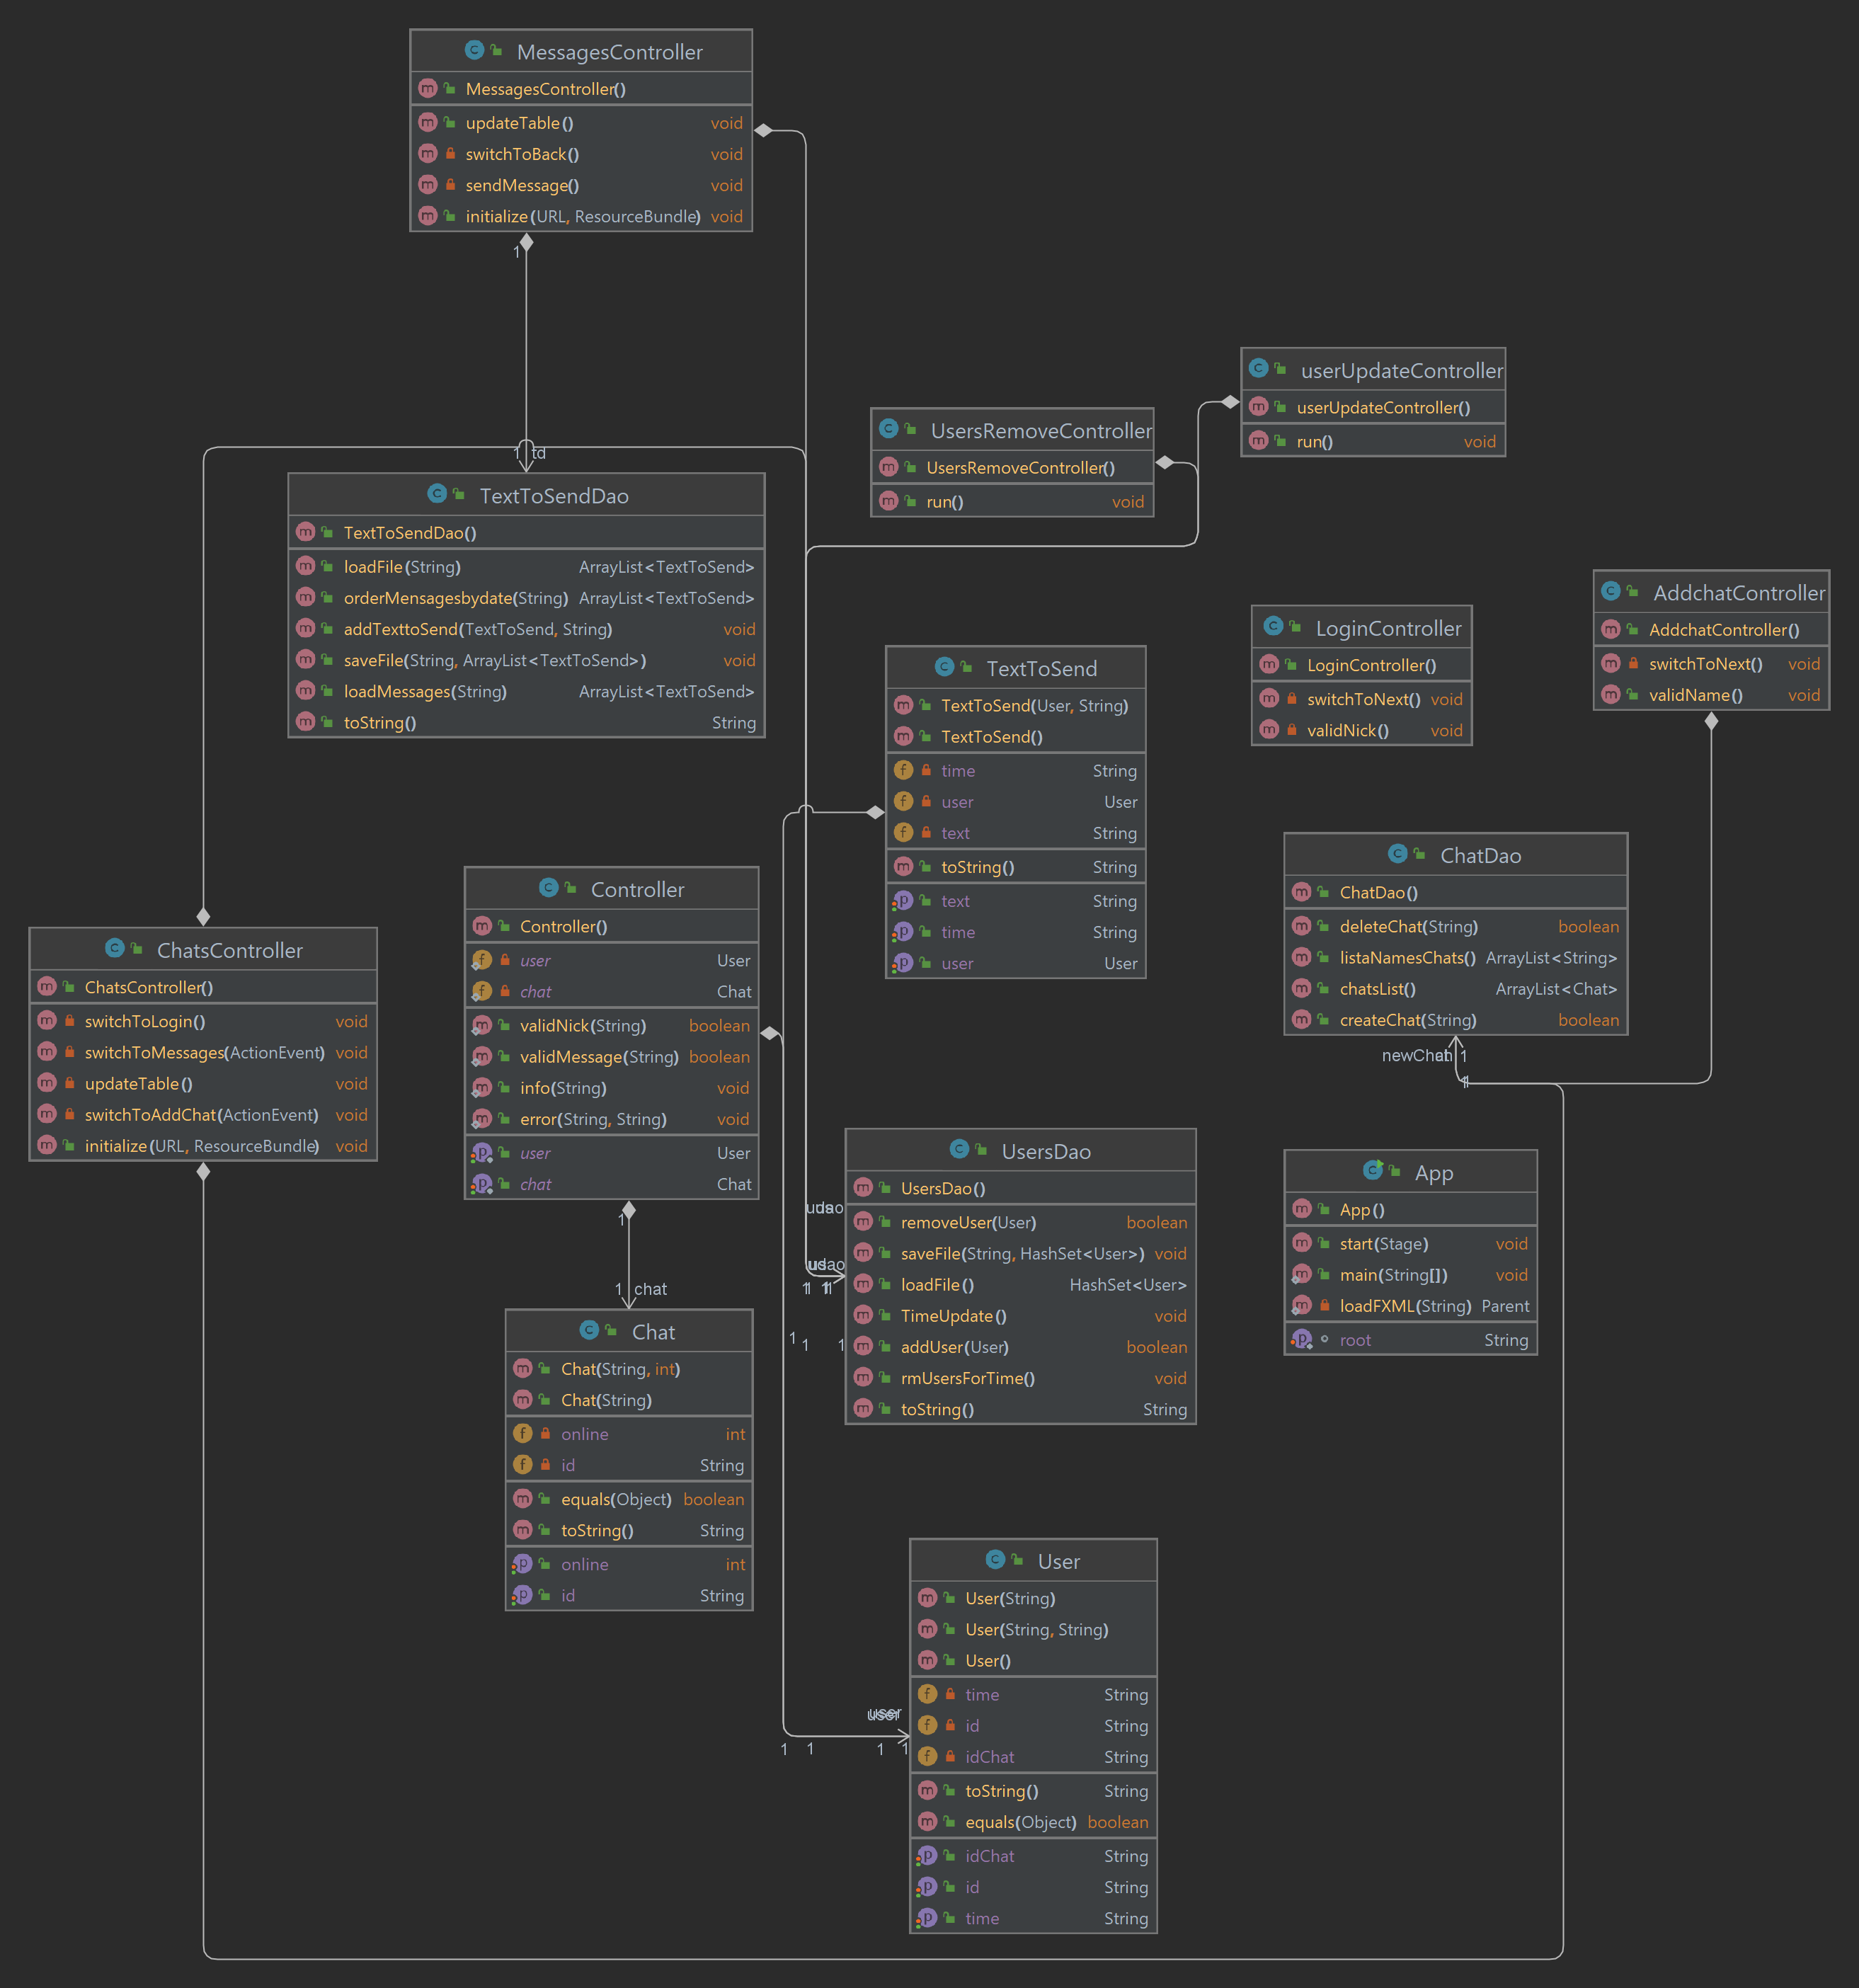 MessagesController
MessagesController()
updateTable() void
switchToBack() void
sendMessage() void
initialize(URL, ResourceBundle) void
1
1 td
userUpdateController
userUpdateController()
run() void
UsersRemoveController
UsersRemoveController()
run() void
TextToSendDao
TextToSendDao()
loadFile(String) ArrayList<TextToSend>
orderMensagesbydate(String) ArrayList<TextToSend>
addTexttoSend(TextToSend, String) void
saveFile(String, ArrayList<TextToSend>) void
loadMessages(String) ArrayList<TextToSend>
toString() String
AddchatController
AddchatController()
switchToNext() void
validName() void
LoginController
LoginController()
switchToNext() void
validNick() void
TextToSend
TextToSend(User, String)
TextToSend()
time String
user User
text String
toString() String
text String
time String
user User
ChatDao
ChatDao()
deleteChat(String) boolean
listaNamesChats() ArrayList<String>
chatsList() ArrayList<Chat>
createChat(String) boolean
newChat 1
1
Controller
Controller()
user User
chat Chat
validNick(String) boolean
validMessage(String) boolean
info(String) void
error(String, String) void
user User
chat Chat
1
1 chat
ChatsController
ChatsController()
switchToLogin() void
switchToMessages(ActionEvent) void
updateTable() void
switchToAddChat(ActionEvent) void
initialize(URL, ResourceBundle) void
UsersDao
UsersDao()
removeUser(User) boolean
saveFile(String, HashSet<User>) void
loadFile() HashSet<User>
TimeUpdate() void
addUser(User) boolean
rmUsersForTime() void
toString() String
1 1 1
App
App()
start(Stage) void
main(String[]) void
loadFXML(String) Parent
root String
Chat
Chat(String, int)
Chat(String)
online int
id String
equals(Object) boolean
toString() String
online int
id String
User
User(String)
User(String, String)
User()
time String
id String
idChat String
toString() String
equals(Object) boolean
idChat String
id String
time String
user
1 1 1 1